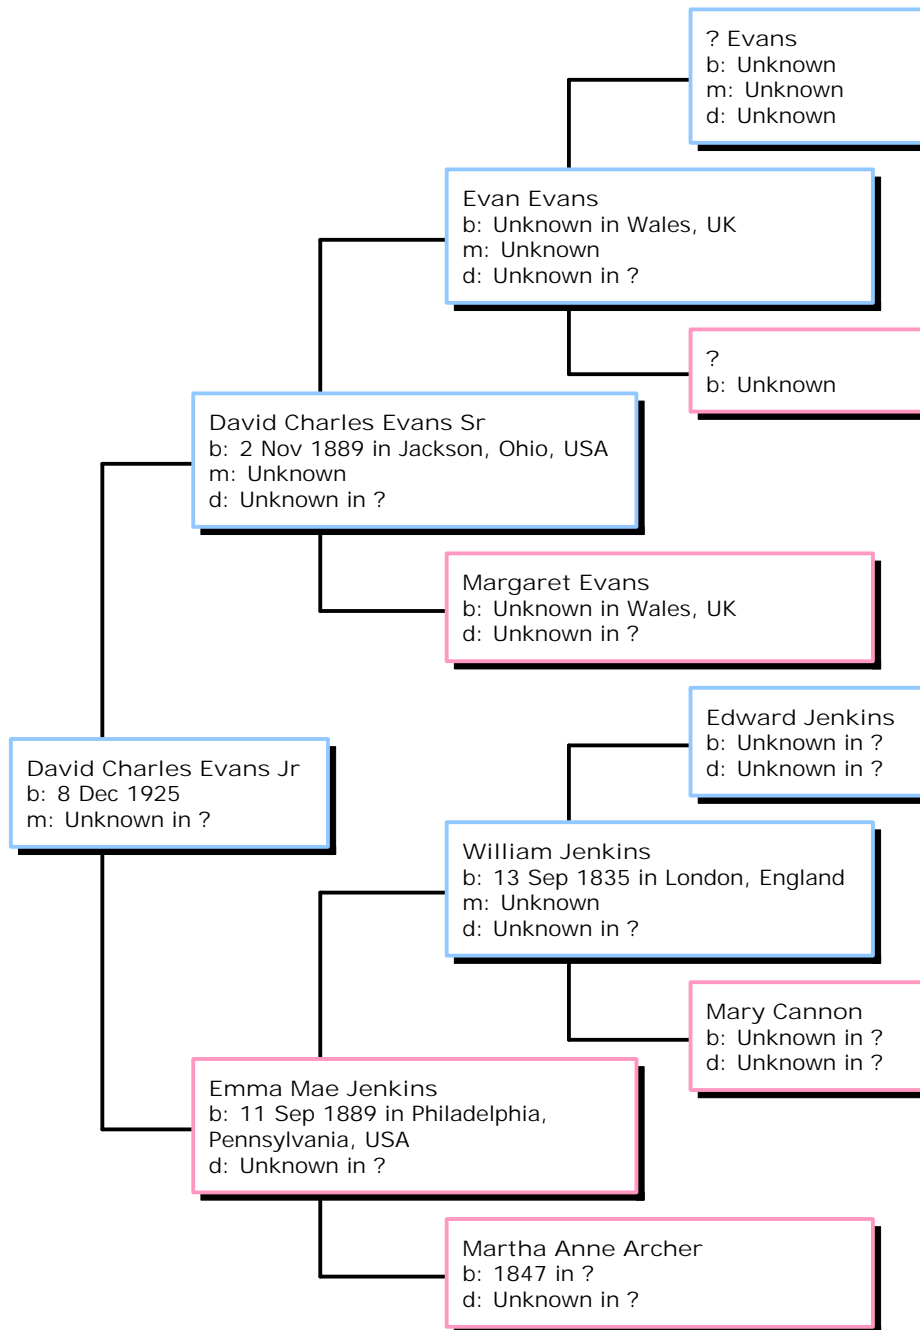 ? Evans
b: Unknown
m: Unknown
d: Unknown
Evan Evans
b: Unknown in Wales, UK
m: Unknown
d: Unknown in ?
?
b: Unknown
David Charles Evans Sr
b: 2 Nov 1889 in Jackson, Ohio, USA
m: Unknown
d: Unknown in ?
Margaret Evans
b: Unknown in Wales, UK
d: Unknown in ?
Edward Jenkins
b: Unknown in ?
d: Unknown in ?
David Charles Evans Jr
b: 8 Dec 1925
m: Unknown in ?
William Jenkins
b: 13 Sep 1835 in London, England
m: Unknown
d: Unknown in ?
Mary Cannon
b: Unknown in ?
d: Unknown in ?
Emma Mae Jenkins
b: 11 Sep 1889 in Philadelphia,
Pennsylvania, USA
d: Unknown in ?
Martha Anne Archer
b: 1847 in ?
d: Unknown in ?